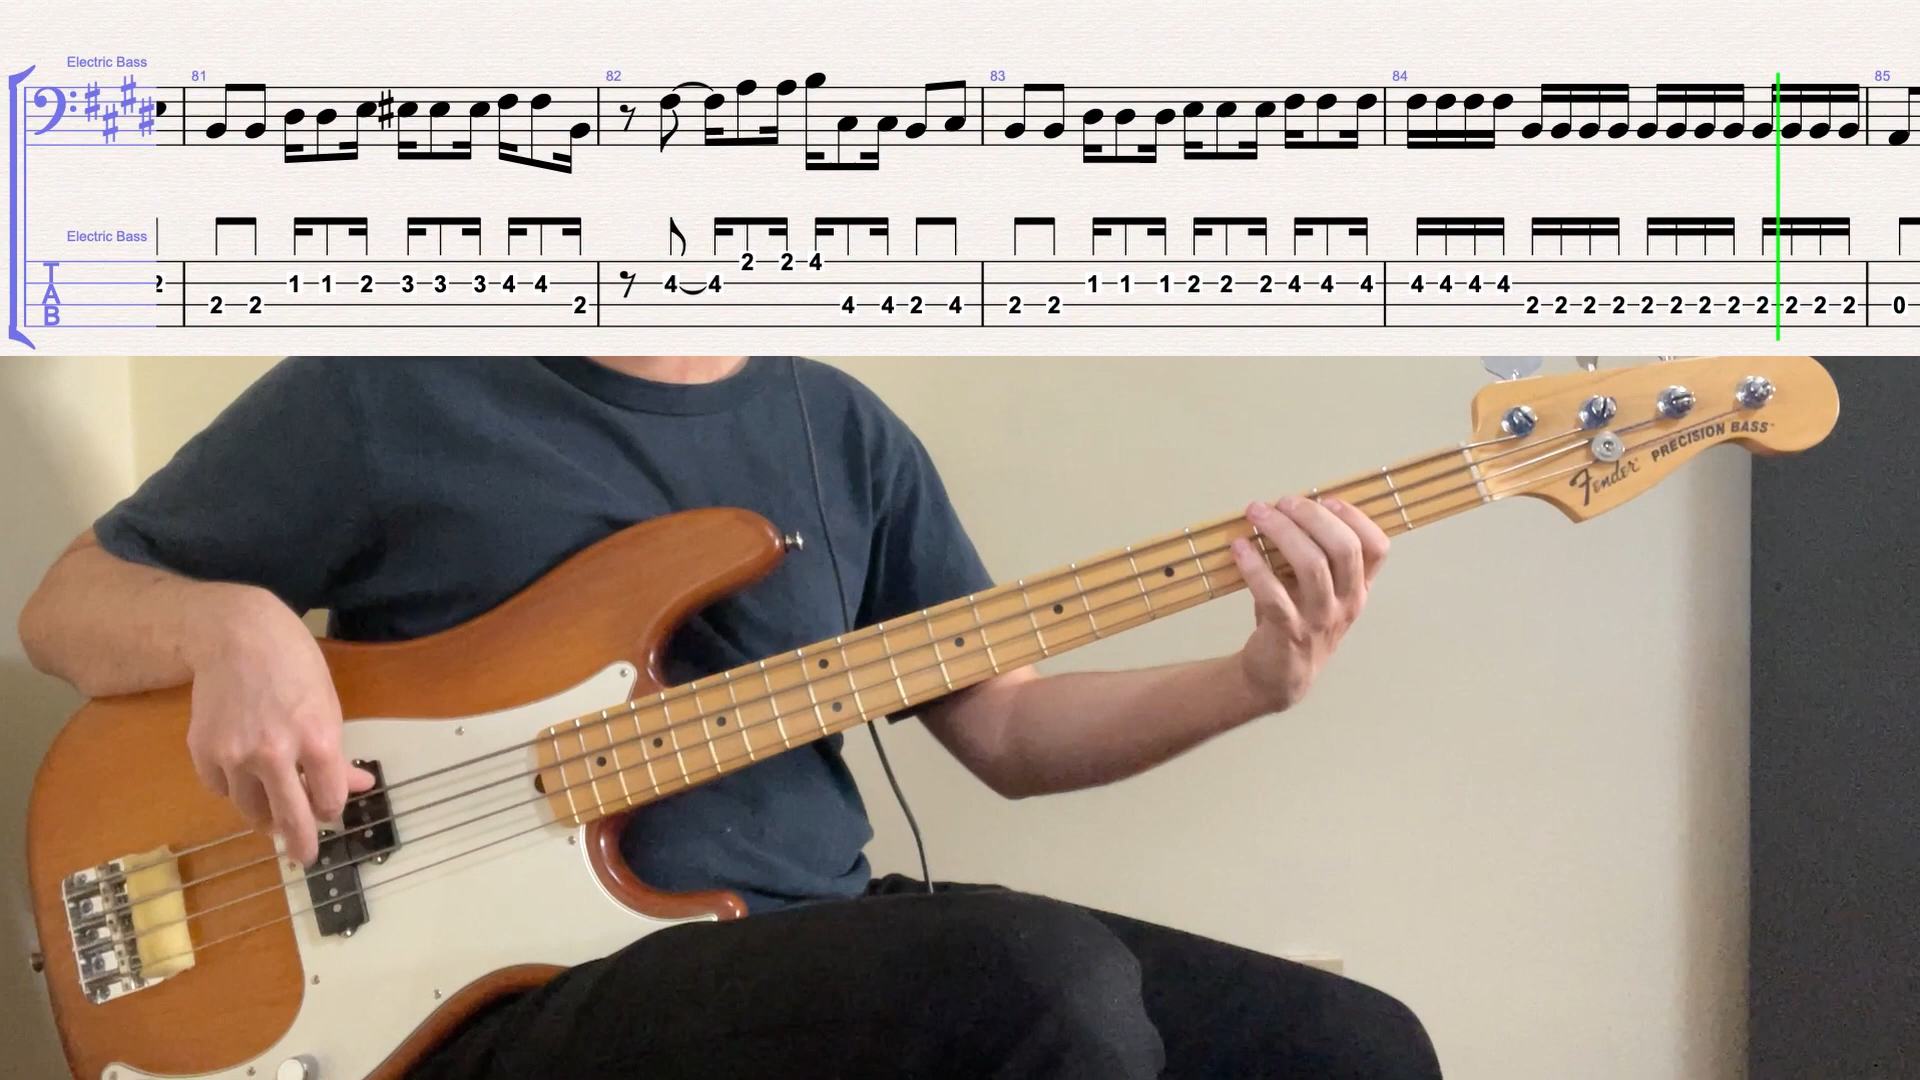 Electric Bass
81
82
83
84
85
Electric Bass
T
A
B
2
2 2 1 1 2 3 3 3 4 4 2
4 4 2 2 4 4 4 2 4
2 2 1 1 1 2 2 2 4 4 4
4 4 4 4 2 2 2 2 2 2 2 2 2 2 2 2
0
Fender PRECISION BASS